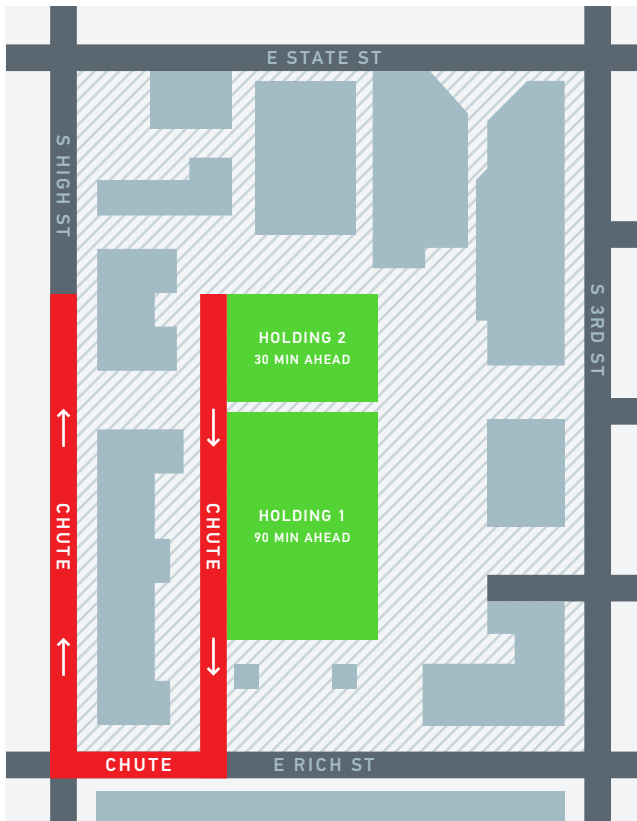 E STATE ST
S HIGH ST
S 3RD ST
HOLDING 2
30 MIN AHEAD
HOLDING 1
90 MIN AHEAD
CHUTE
CHUTE
CHUTE
E RICH ST